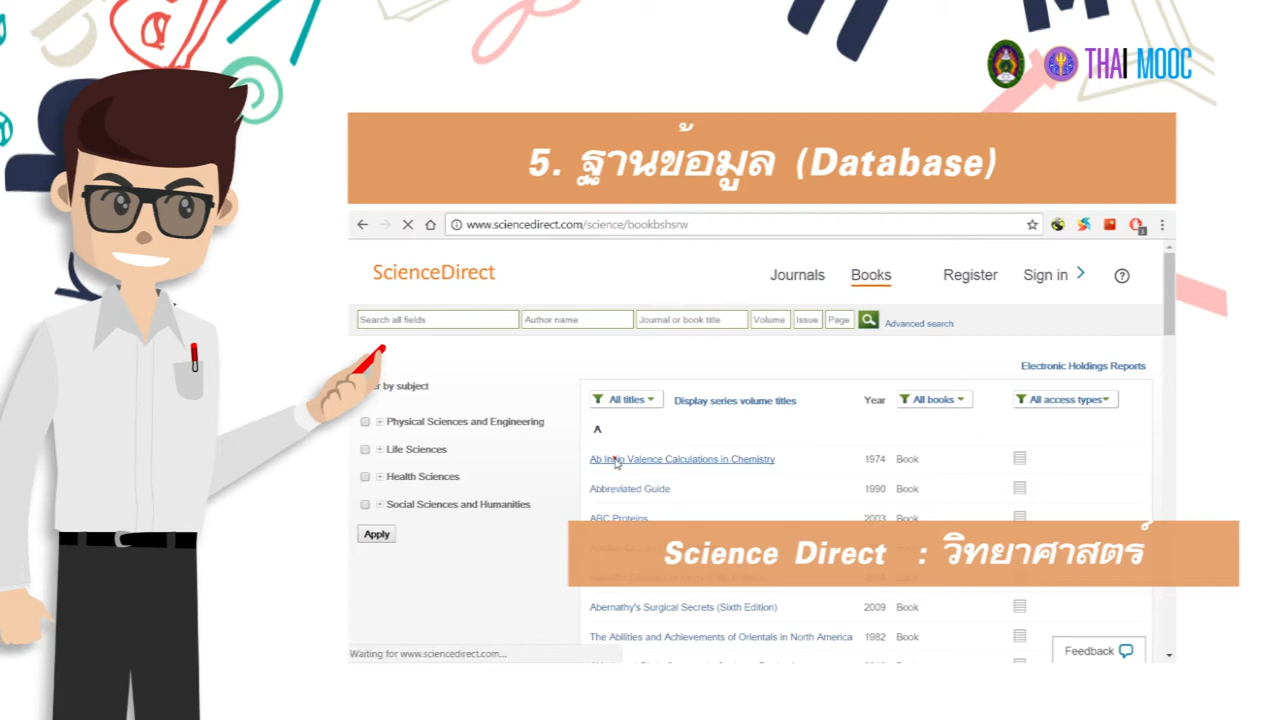 THAI MOOC
5. ฐานข้อมูล (Database)
www.sciencedirect.com/science/bookbshsrw
ScienceDirect
Journals Books Register Sign in
Search all fields Author name Journal or book title Volume Issue Page Advanced search
Electronic Holdings Reports
by subject
All titles Display series volume titles Year All books All access types
A
Physical Sciences and Engineering
Life Sciences
Health Sciences
Social Sciences and Humanities
Apply
Ab Initio Valence Calculations in Chemistry 1974 Book
Abbreviated Guide 1990 Book
ABC Proteins 2003 Book
Science Direct : วิทยาศาสตร์
Abernathy's Surgical Secrets (Sixth Edition) 2009 Book
The Abilities and Achievements of Orientals in North America 1982 Book
Feedback
Waiting for www.sciencedirect.com...